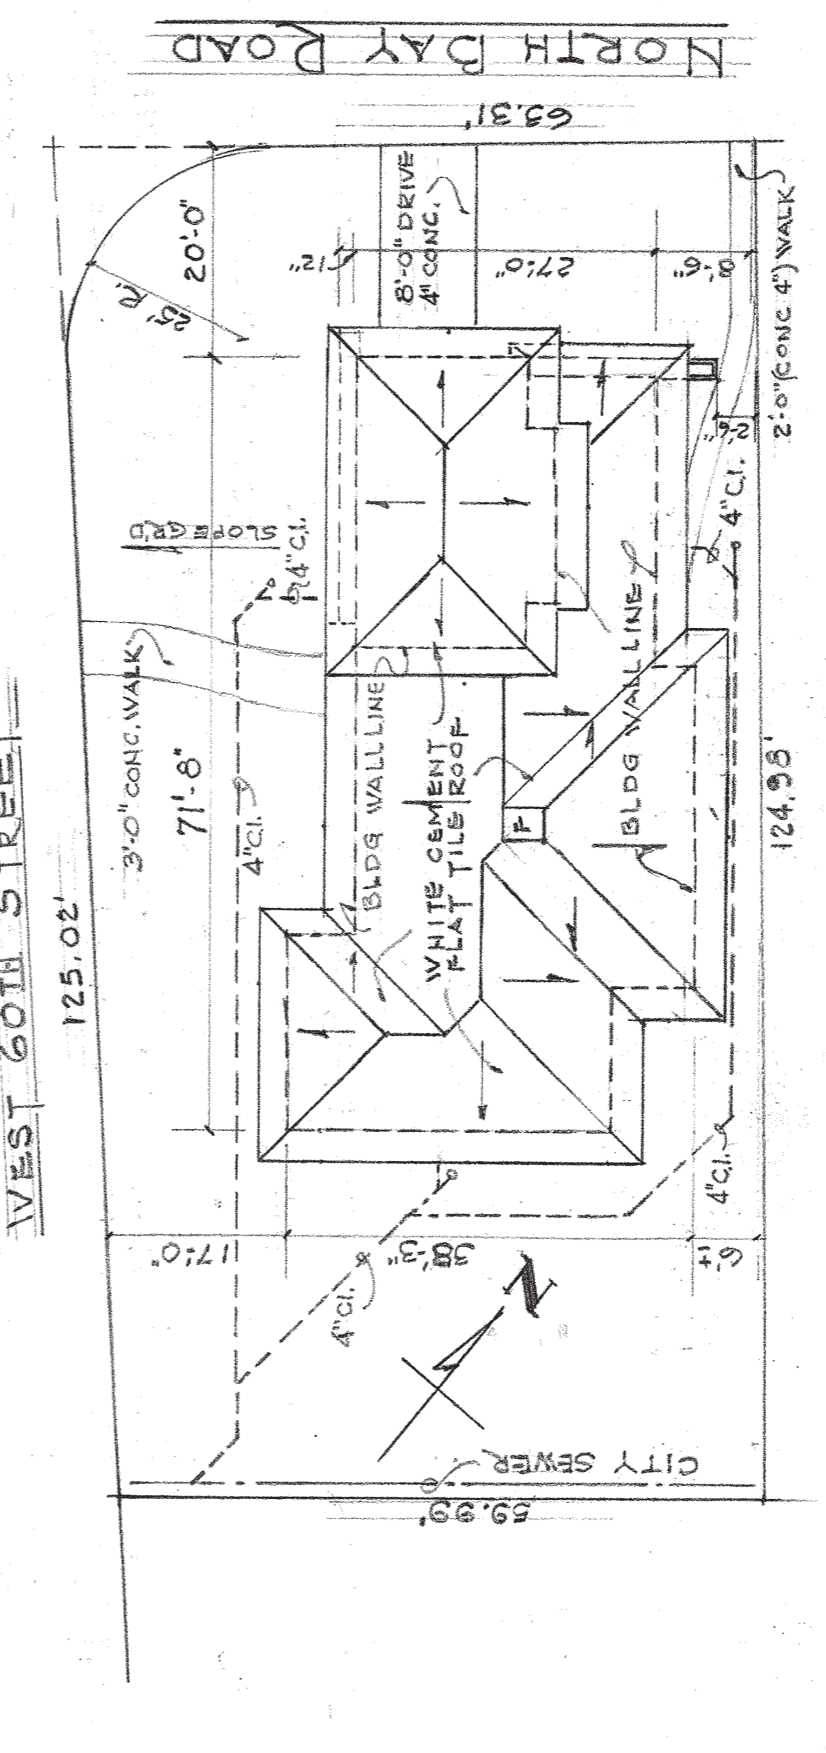 NORTH BAY ROAD
63.31'
20'-0"
25' R.
8'-0" DRIVE
4" CONC.
12"
27'-0"
8'-6"
2'-0" (CONC 4") WALK
2'-6"
4" C.I.
SLOPE GR'D
4" C.I.
3'-0" CONC. WALK
71'-8"
4" C.I.
BLDG WALL LINE
WHITE CEMENT
FLAT TILE ROOF
BLDG WALL LINE
F
124.98'
125.02'
WEST 60TH STREET
4" C.I.
17'-0"
38'-3"
6'±
4" C.I.
N
CITY SEWER
59.99'